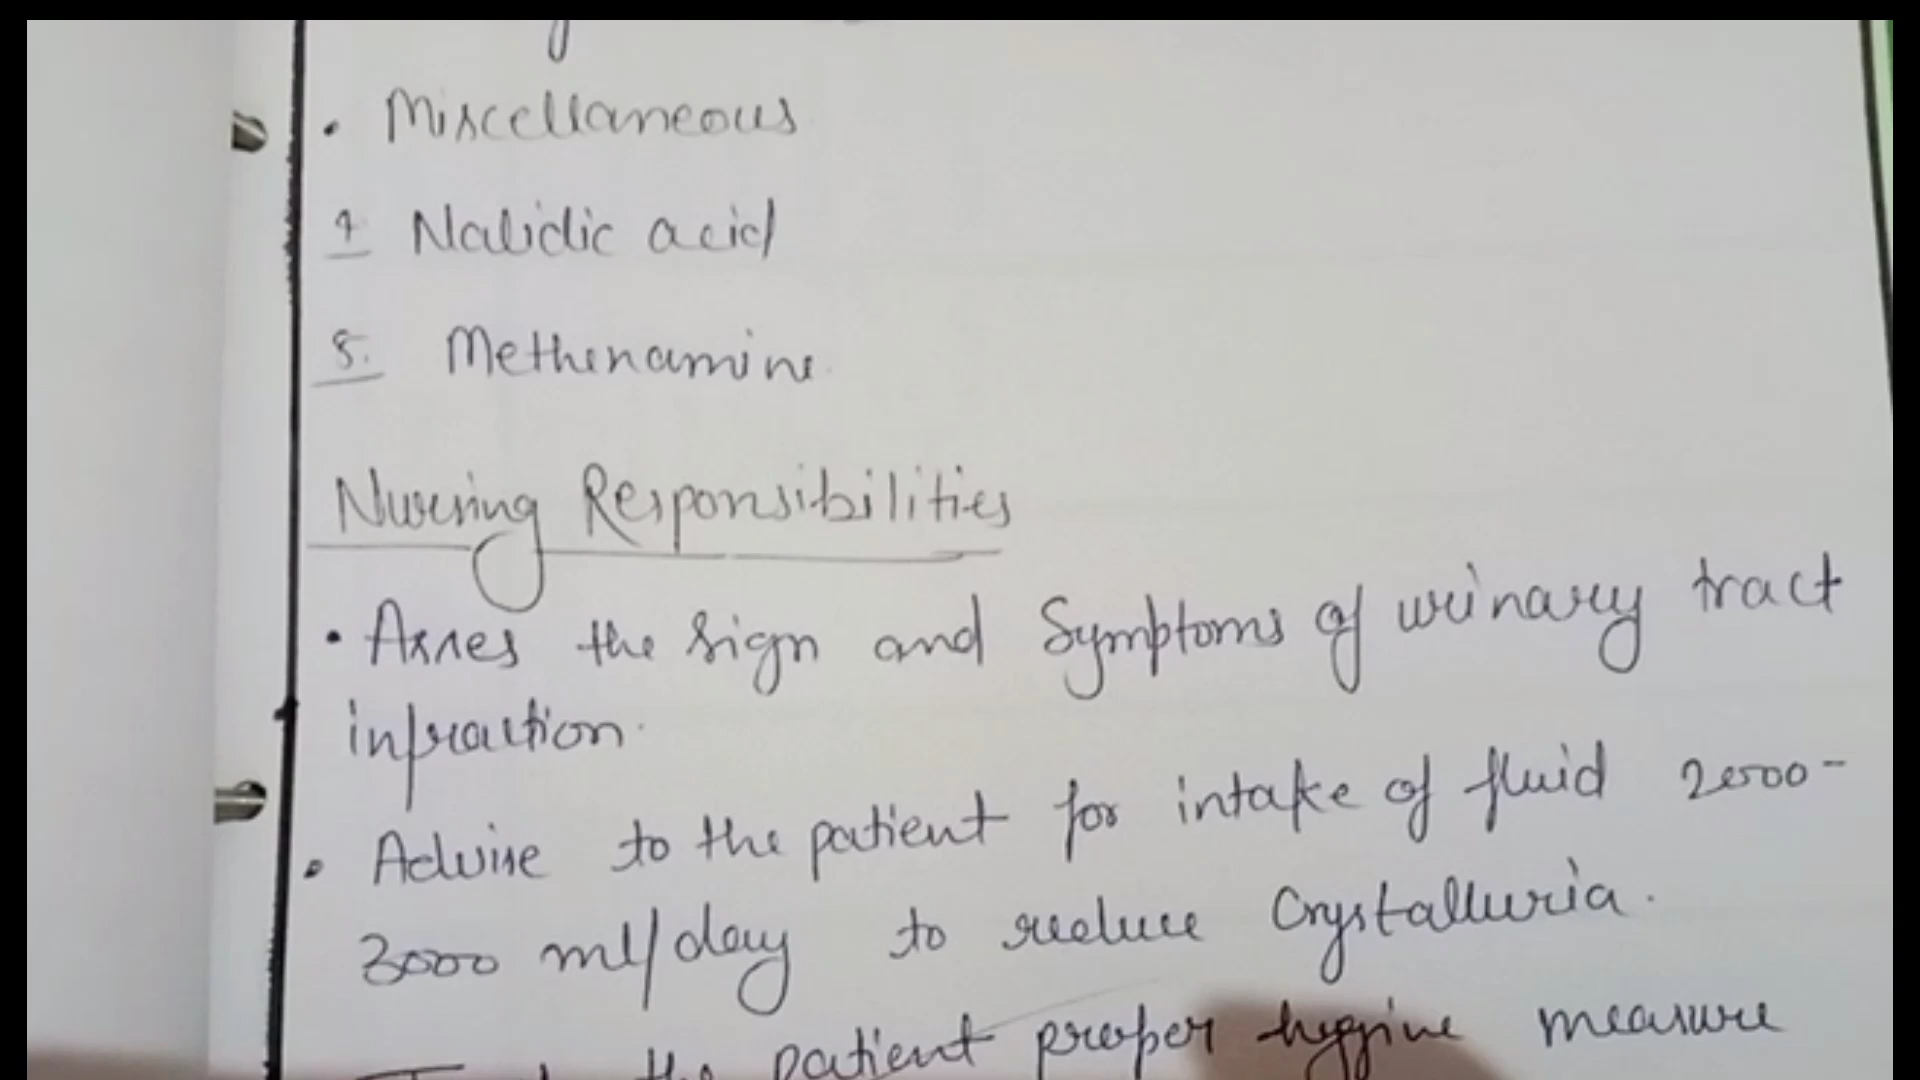 • Miscellaneous
4. Nalidic acid
5. Methenamine.
Nursing Responsibilities
• Asses the sign and Symptoms of urinary tract
infraction.
• Advise to the patient for intake of fluid 2000-
3000 ml/day to reduce Crystalluria.
the patient proper hygine measure